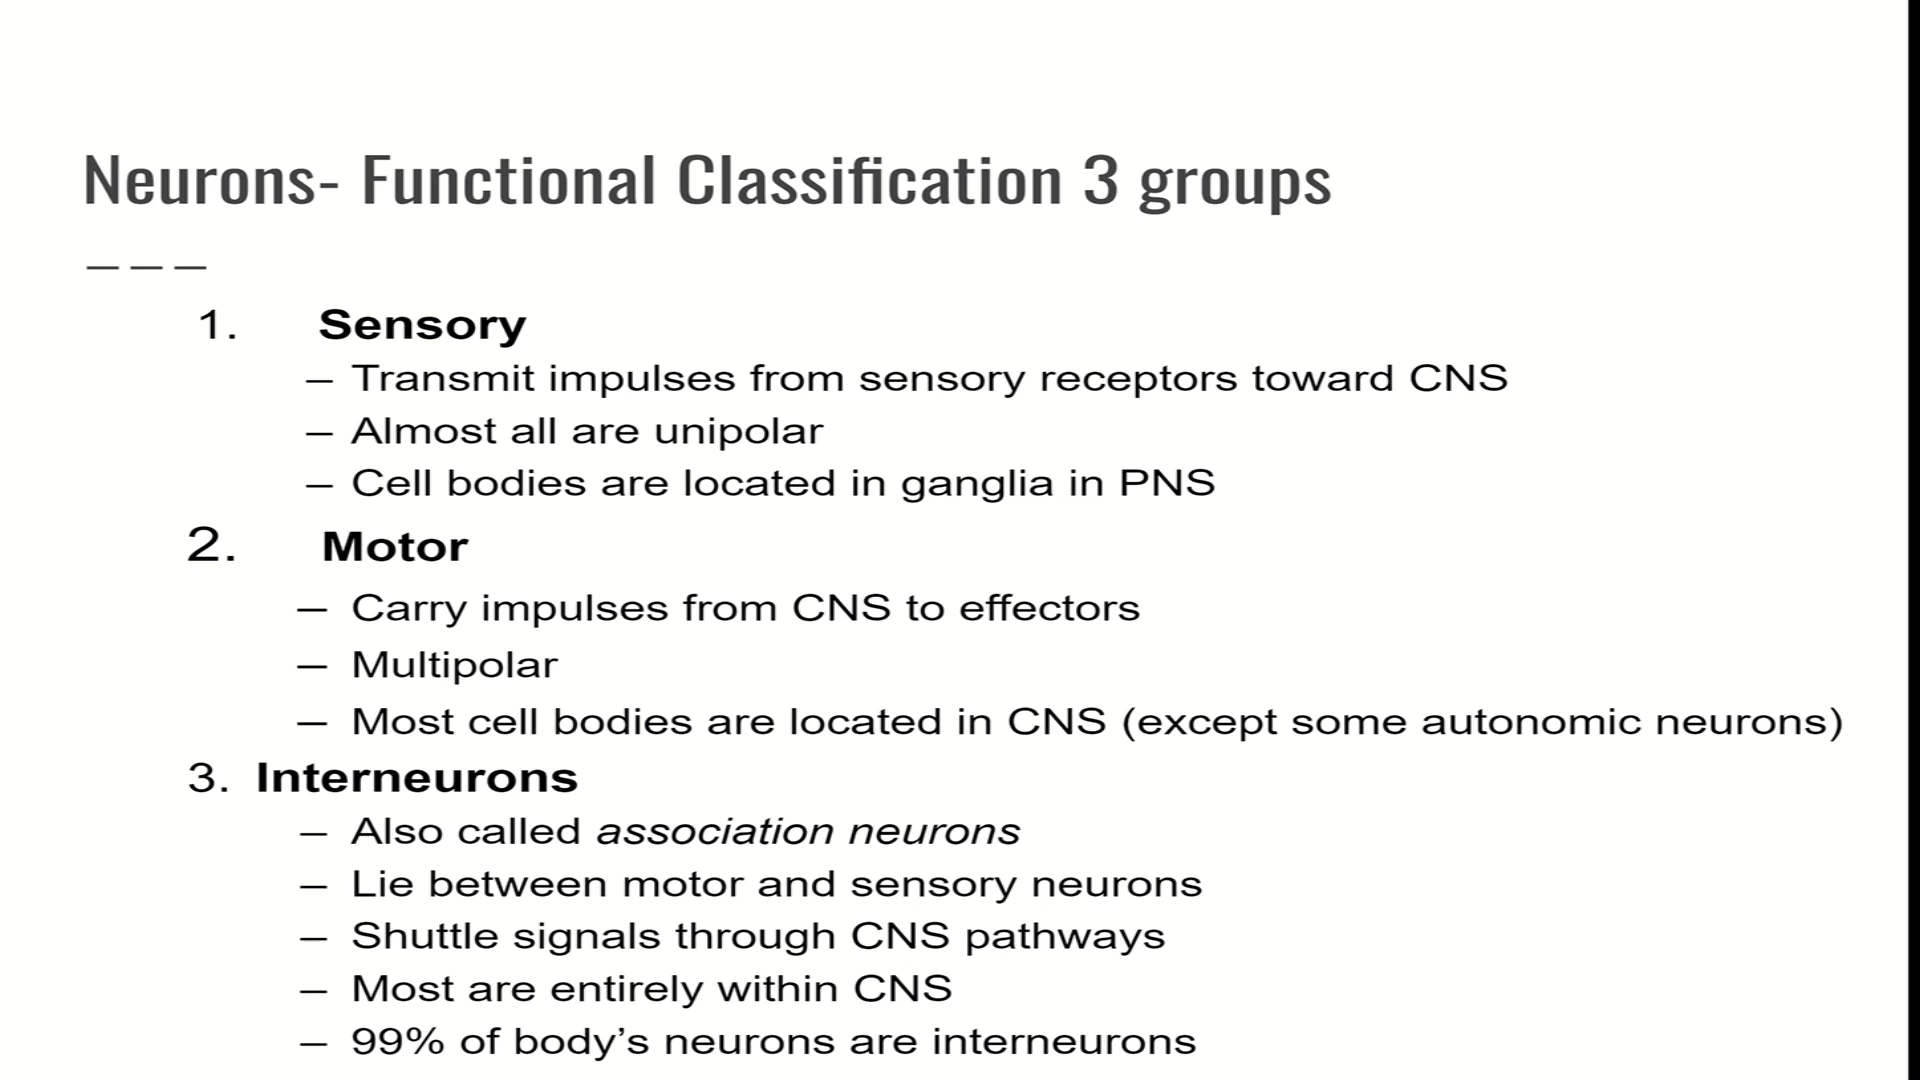 Neurons- Functional Classification 3 groups
1. Sensory
– Transmit impulses from sensory receptors toward CNS
– Almost all are unipolar
– Cell bodies are located in ganglia in PNS
2. Motor
– Carry impulses from CNS to effectors
– Multipolar
– Most cell bodies are located in CNS (except some autonomic neurons)
3. Interneurons
– Also called association neurons
– Lie between motor and sensory neurons
– Shuttle signals through CNS pathways
– Most are entirely within CNS
– 99% of body’s neurons are interneurons